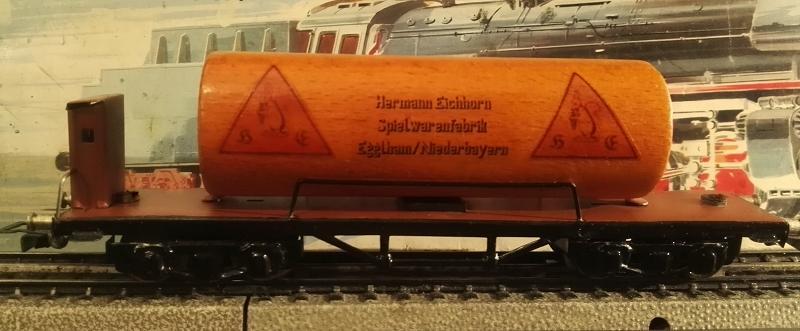 Hermann Eichhorn
Spielwarenfabrik
Egglham/Niederbayern
H E
H E